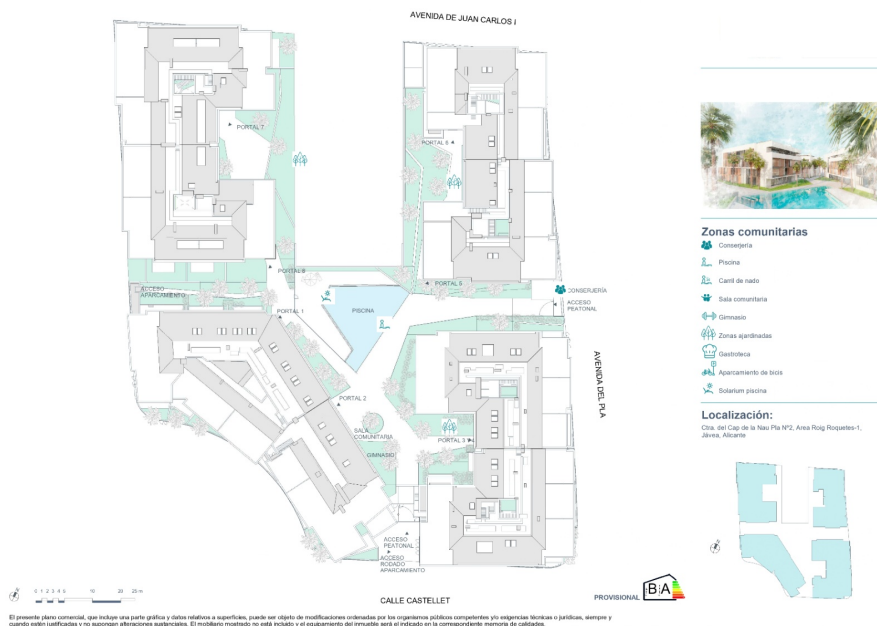 AVENIDA DE JUAN CARLOS I
PORTAL 7
PORTAL 6
PORTAL 8
PORTAL 5
ACCESO
APARCAMIENTO
PORTAL 1
PISCINA
CONSERJERÍA
ACCESO
PEATONAL
AVENIDA DEL PLA
PORTAL 2
SALA
COMUNITARIA
GIMNASIO
PORTAL 3
ACCESO
PEATONAL
ACCESO
RODADO
APARCAMIENTO
CALLE CASTELLET
0 1 2 3 4 5 10 20 25 m
PROVISIONAL
B A
Zonas comunitarias
Conserjería
Piscina
Carril de nado
Sala comunitaria
Gimnasio
Zonas ajardinadas
Gastroteca
Aparcamiento de bicis
Solarium piscina
Localización:
Ctra. del Cap de la Nau Pla Nº2, Area Roig Roquetes-1,
Jávea, Alicante
El presente plano comercial, que incluye una parte gráfica y datos relativos a superficies, puede ser objeto de modificaciones ordenadas por los organismos públicos competentes y/o exigencias técnicas o jurídicas, siempre y
cuando estén justificadas y no supongan alteraciones sustanciales. El mobiliario mostrado no está incluido y el equipamiento del inmueble será el indicado en la correspondiente memoria de calidades.